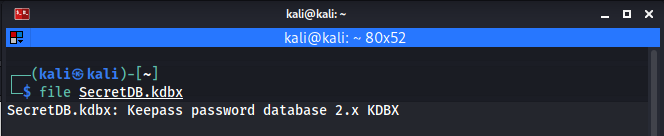 kali@kali: ~
kali@kali: ~ 80x52
┌──(kali㉿kali)-[~]
└─$ file SecretDB.kdbx
SecretDB.kdbx: Keepass password database 2.x KDBX